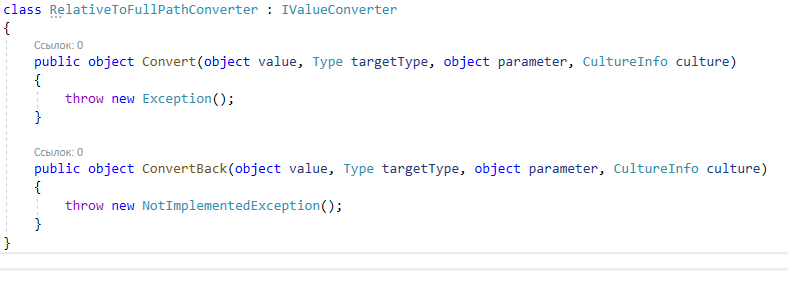 class RelativeToFullPathConverter : IValueConverter
{
Ссылок: 0
public object Convert(object value, Type targetType, object parameter, CultureInfo culture)
{
throw new Exception();
}
Ссылок: 0
public object ConvertBack(object value, Type targetType, object parameter, CultureInfo culture)
{
throw new NotImplementedException();
}
}